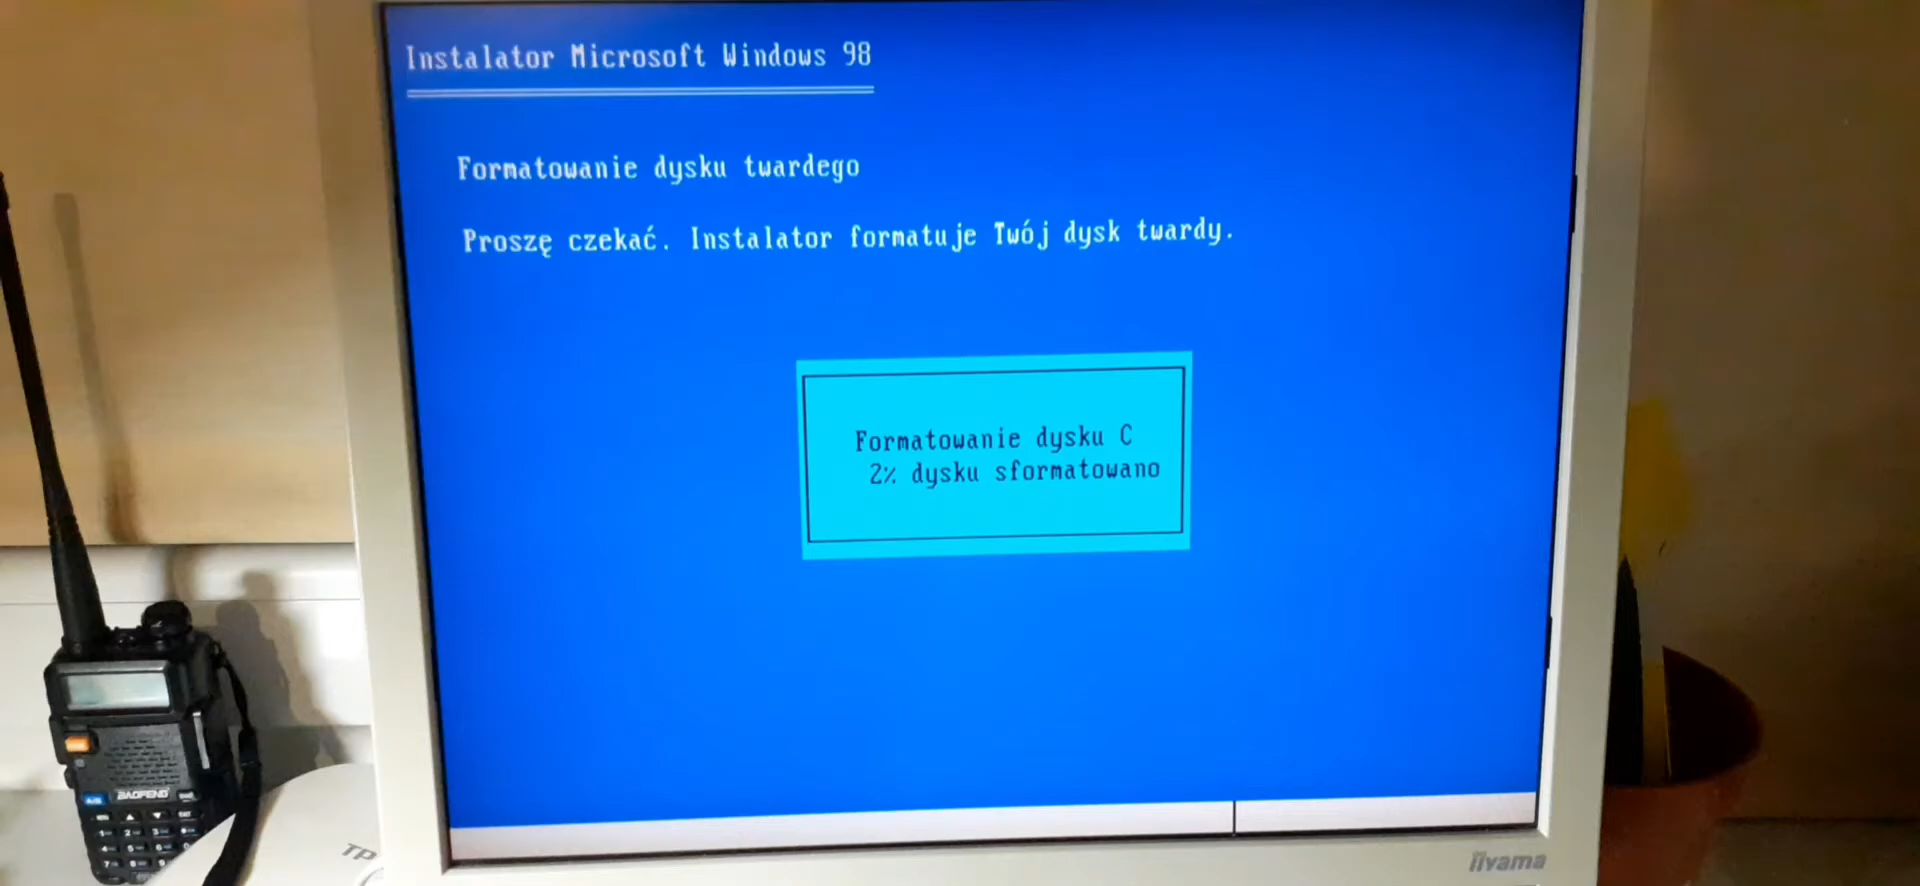 Instalator Microsoft Windows 98
Formatowanie dysku twardego
Proszę czekać. Instalator formatuje Twój dysk twardy.
Formatowanie dysku C
2% dysku sformatowano
BAOFENG
TP
iiyama